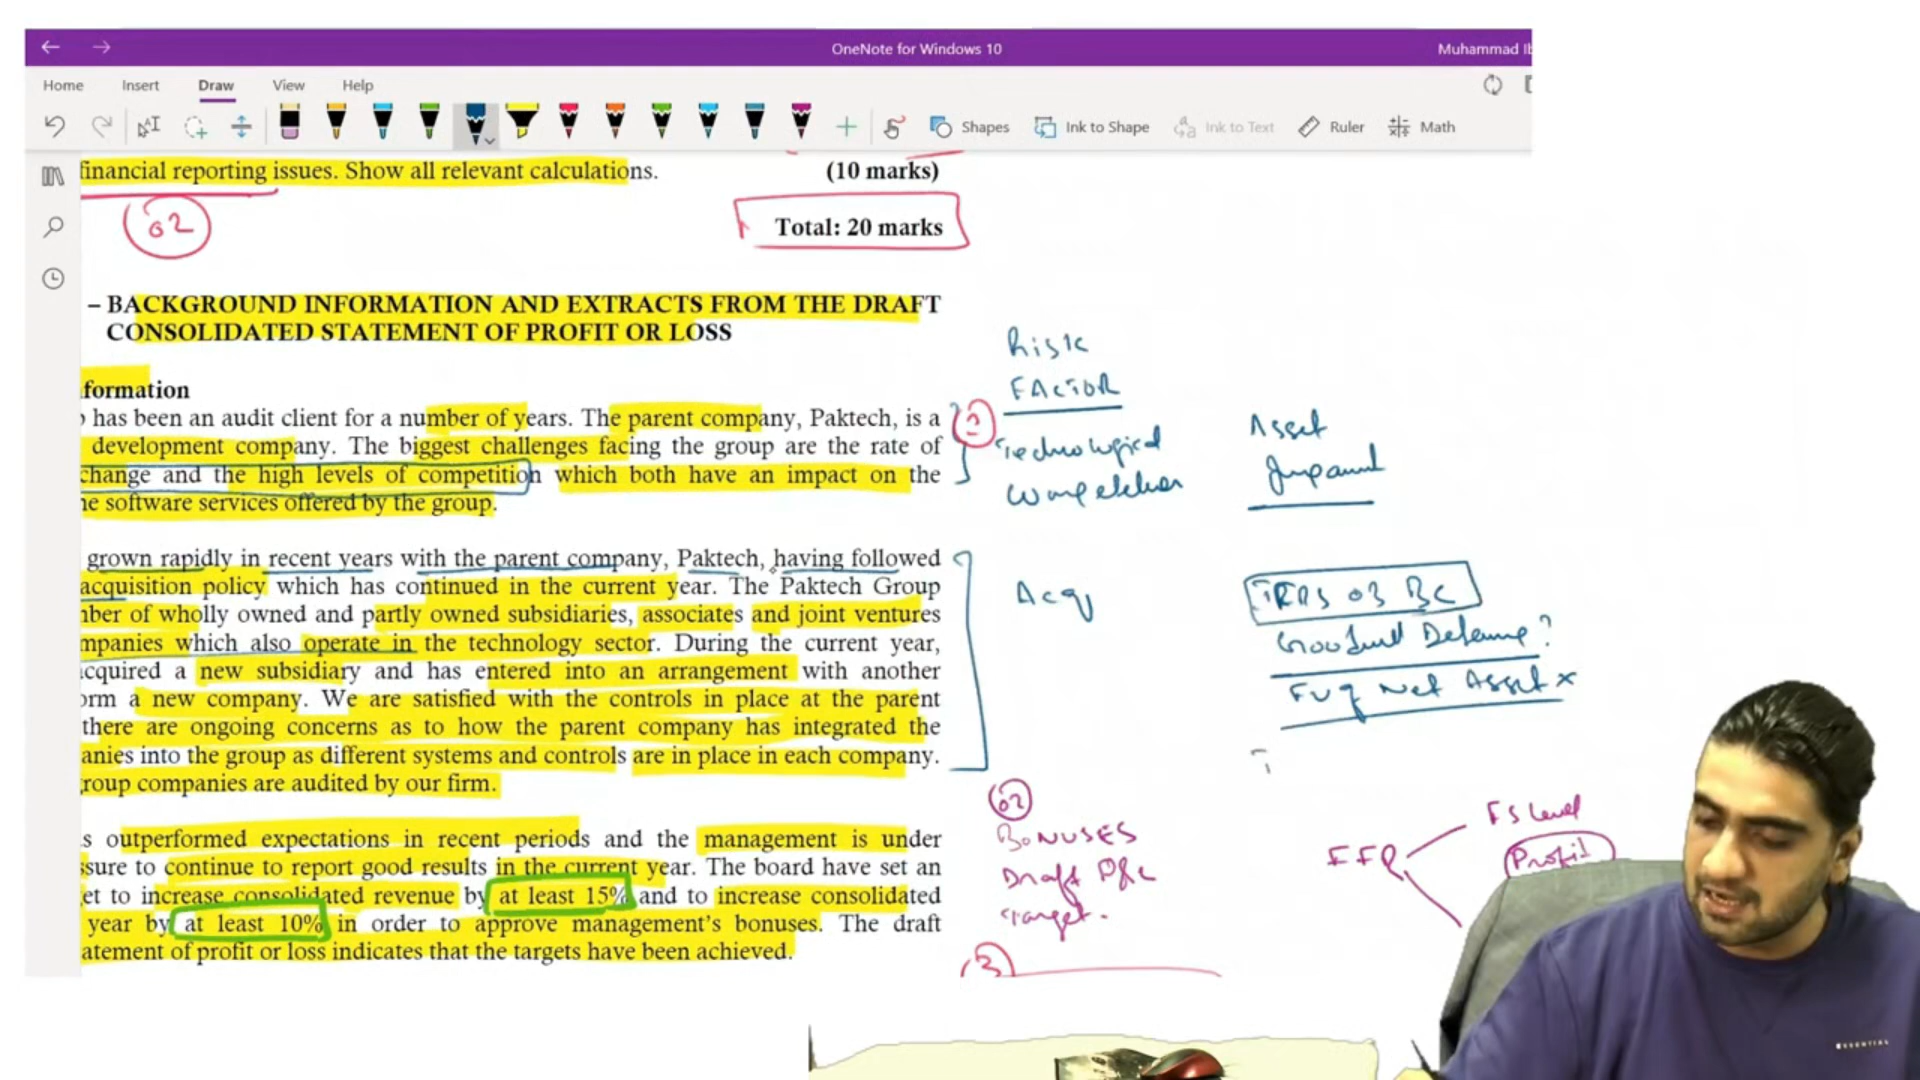 OneNote for Windows 10
Muhammad Ib
Home Insert Draw View Help
Shapes Ink to Shape Ink to Text Ruler Math
financial reporting issues. Show all relevant calculations. (10 marks)
02
Total: 20 marks
– BACKGROUND INFORMATION AND EXTRACTS FROM THE DRAFT
CONSOLIDATED STATEMENT OF PROFIT OR LOSS
formation
has been an audit client for a number of years. The parent company, Paktech, is a
development company. The biggest challenges facing the group are the rate of
change and the high levels of competition which both have an impact on the
e software services offered by the group.
grown rapidly in recent years with the parent company, Paktech, having followed
acquisition policy which has continued in the current year. The Paktech Group
ber of wholly owned and partly owned subsidiaries, associates and joint ventures
mpanies which also operate in the technology sector. During the current year,
cquired a new subsidiary and has entered into an arrangement with another
orm a new company. We are satisfied with the controls in place at the parent
there are ongoing concerns as to how the parent company has integrated the
anies into the group as different systems and controls are in place in each company.
roup companies are audited by our firm.
s outperformed expectations in recent periods and the management is under
ssure to continue to report good results in the current year. The board have set an
et to increase consolidated revenue by at least 15% and to increase consolidated
year by at least 10% in order to approve management’s bonuses. The draft
atement of profit or loss indicates that the targets have been achieved.
Risk
FACTOR
Technological
Competition
Asset
Acq
IFRS 03 BC
Net Asset x
02
BONUSES
Draft P&L
Target.
FS level
Profit